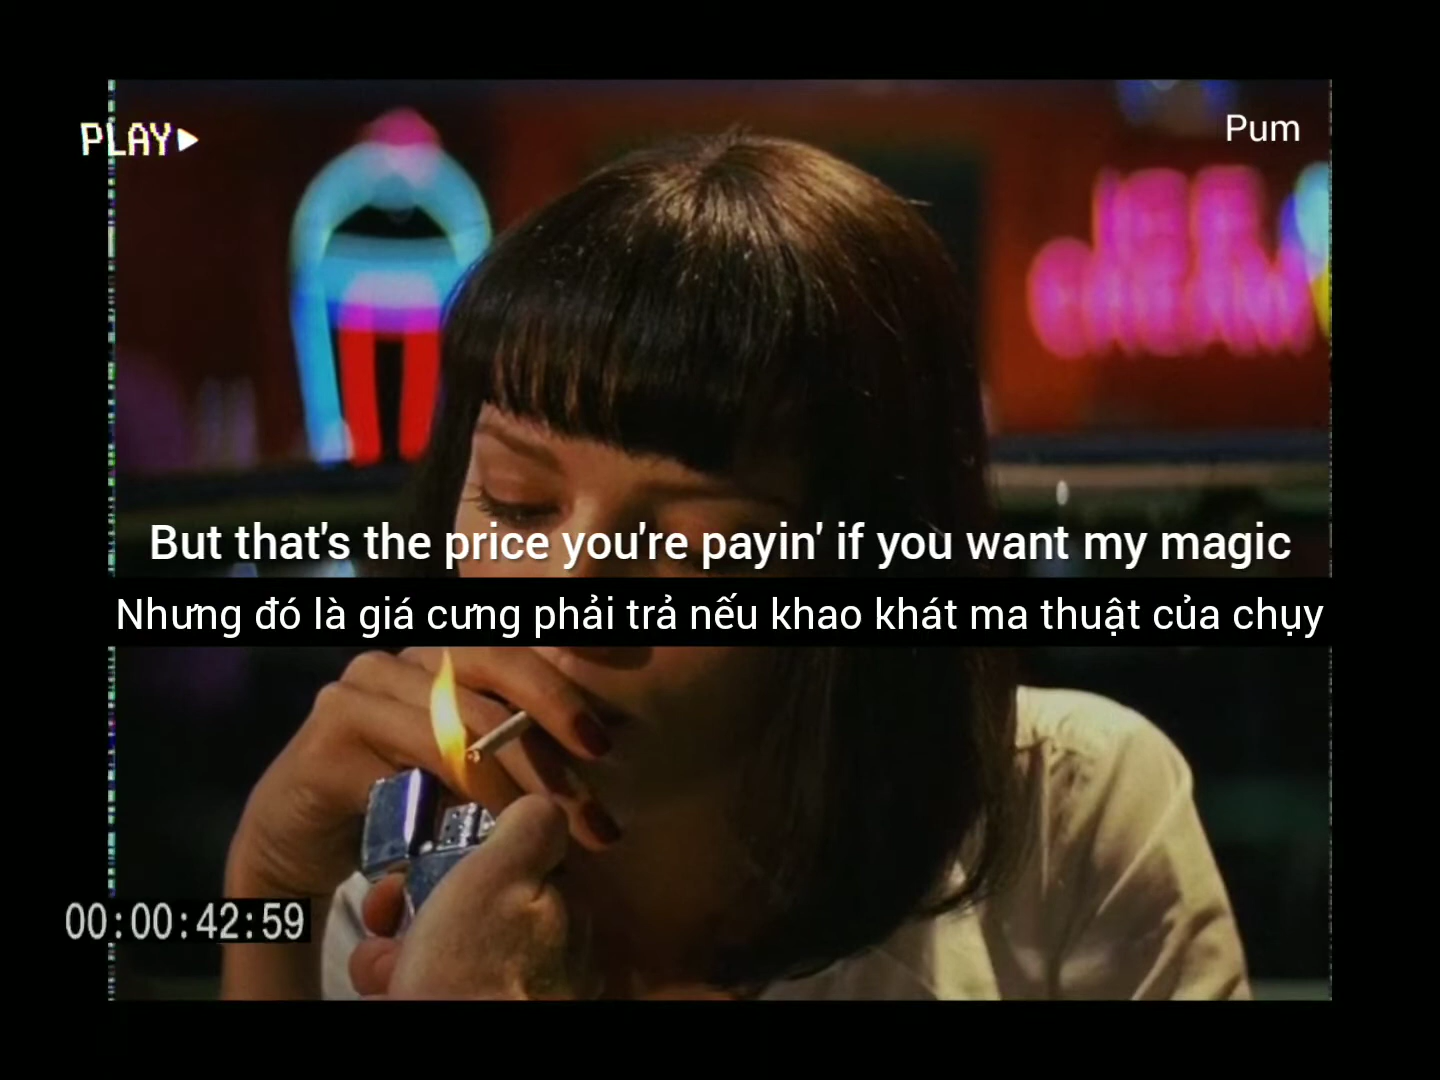 PLAY
Pum
But that's the price you're payin' if you want my magic
Nhưng đó là giá cưng phải trả nếu khao khát ma thuật của chụy
00:00:42:59